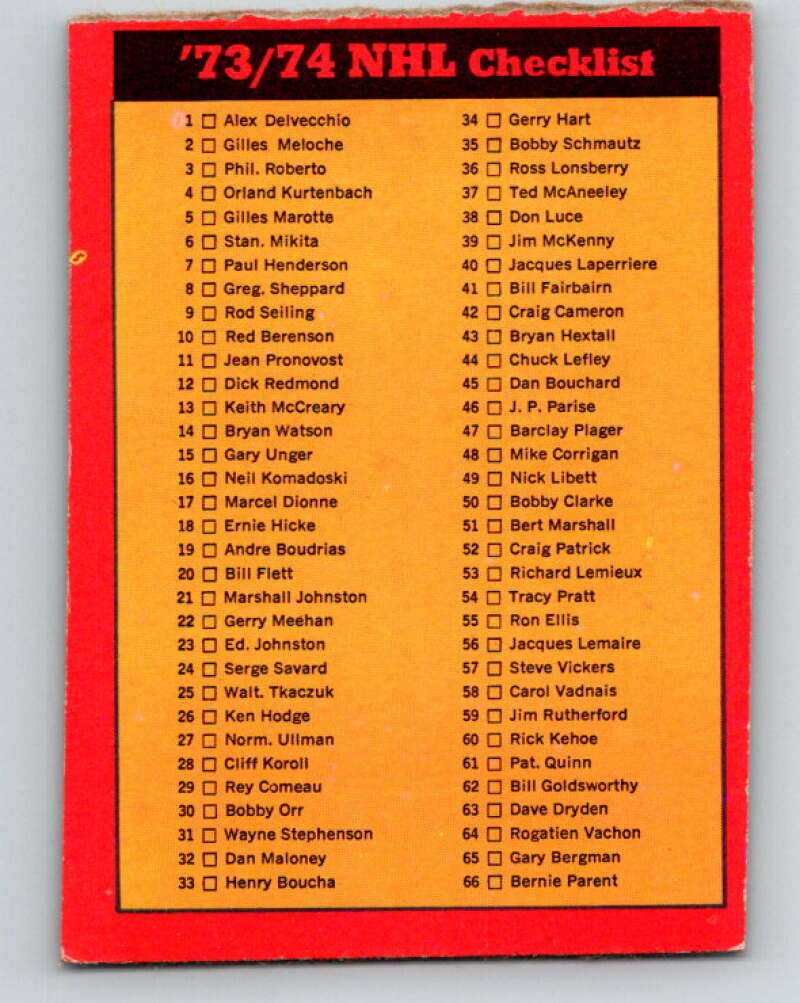 '73/74 NHL Checklist
1 Alex Delvecchio
2 Gilles Meloche
3 Phil. Roberto
4 Orland Kurtenbach
5 Gilles Marotte
6 Stan. Mikita
7 Paul Henderson
8 Greg. Sheppard
9 Rod Seiling
10 Red Berenson
11 Jean Pronovost
12 Dick Redmond
13 Keith McCreary
14 Bryan Watson
15 Gary Unger
16 Neil Komadoski
17 Marcel Dionne
18 Ernie Hicke
19 Andre Boudrias
20 Bill Flett
21 Marshall Johnston
22 Gerry Meehan
23 Ed. Johnston
24 Serge Savard
25 Walt. Tkaczuk
26 Ken Hodge
27 Norm. Ullman
28 Cliff Koroll
29 Rey Comeau
30 Bobby Orr
31 Wayne Stephenson
32 Dan Maloney
33 Henry Boucha
34 Gerry Hart
35 Bobby Schmautz
36 Ross Lonsberry
37 Ted McAneeley
38 Don Luce
39 Jim McKenny
40 Jacques Laperriere
41 Bill Fairbairn
42 Craig Cameron
43 Bryan Hextall
44 Chuck Lefley
45 Dan Bouchard
46 J. P. Parise
47 Barclay Plager
48 Mike Corrigan
49 Nick Libett
50 Bobby Clarke
51 Bert Marshall
52 Craig Patrick
53 Richard Lemieux
54 Tracy Pratt
55 Ron Ellis
56 Jacques Lemaire
57 Steve Vickers
58 Carol Vadnais
59 Jim Rutherford
60 Rick Kehoe
61 Pat. Quinn
62 Bill Goldsworthy
63 Dave Dryden
64 Rogatien Vachon
65 Gary Bergman
66 Bernie Parent